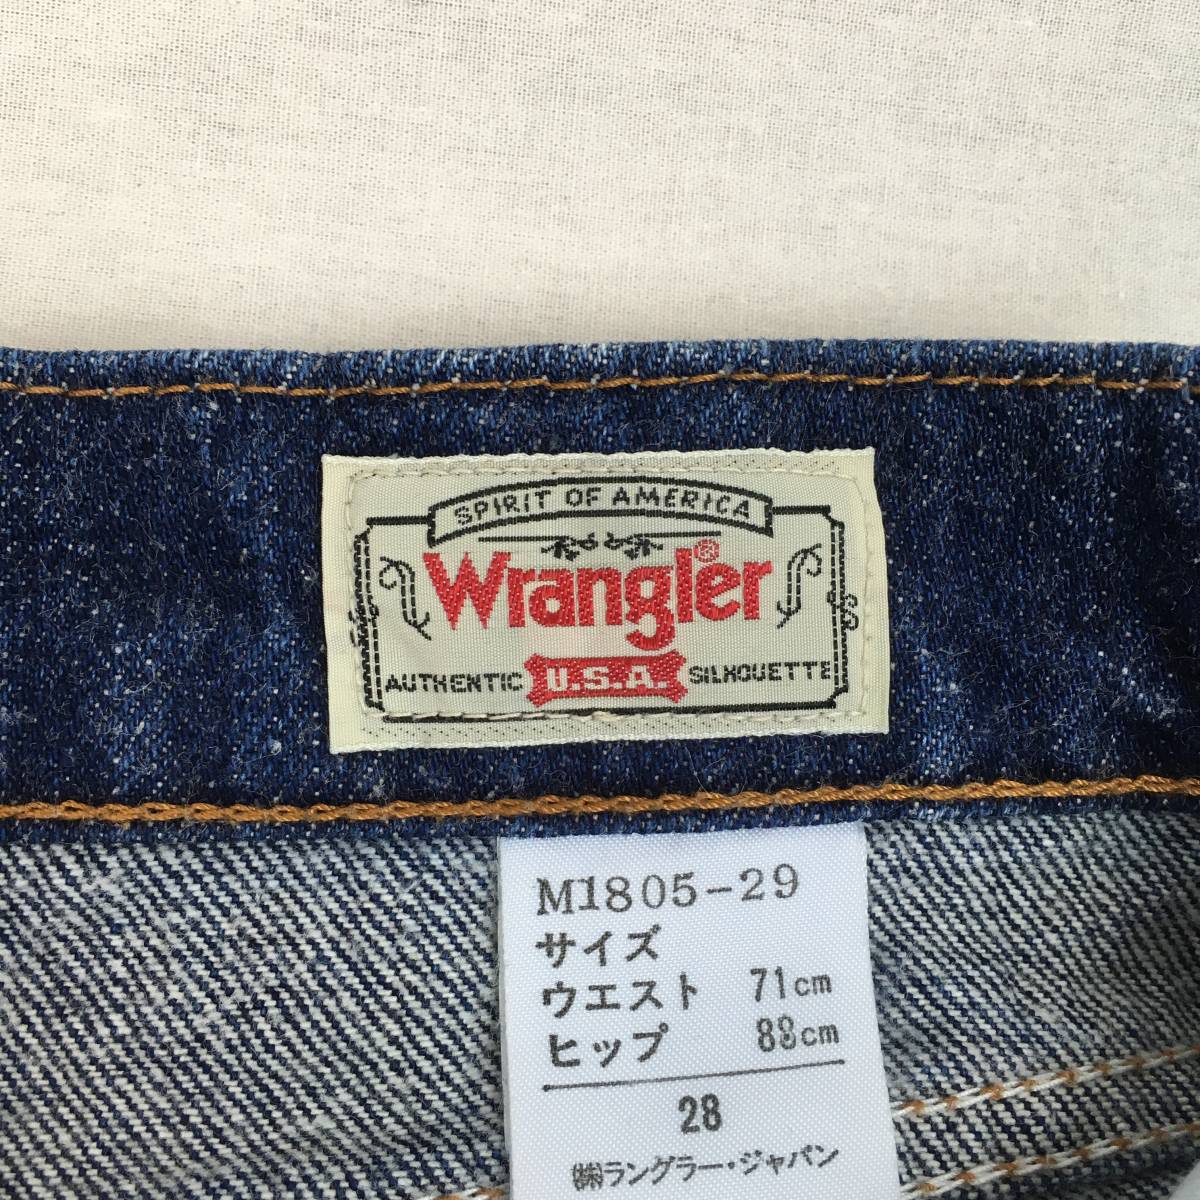 SPIRIT OF AMERICA
Wrangler®
AUTHENTIC U.S.A. SILHOUETTE
M1805-29
サイズ
ウエスト 71cm
ヒップ 88cm
28
㈱ラングラー・ジャパン